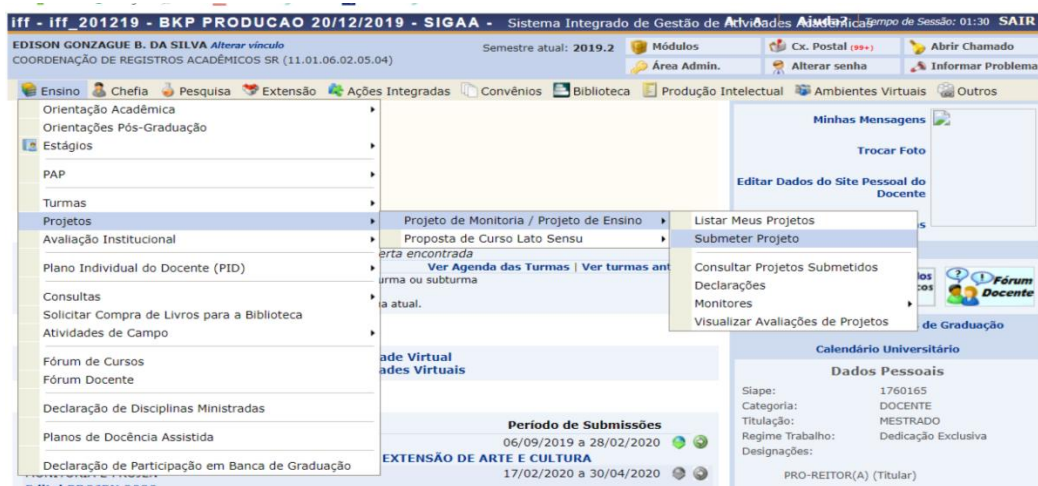 iff - iff_201219 - BKP PRODUCAO 20/12/2019 - SIGAA - Sistema Integrado de Gestão de Atividades Acadêmicas
Ajuda? Tempo de Sessão: 01:30 SAIR
EDISON GONZAGUE B. DA SILVA Alterar vínculo
COORDENAÇÃO DE REGISTROS ACADÊMICOS SR (11.01.06.02.05.04)
Semestre atual: 2019.2
Módulos
Cx. Postal (99+)
Abrir Chamado
Área Admin.
Alterar senha
Informar Problema
Ensino Chefia Pesquisa Extensão Ações Integradas Convênios Biblioteca Produção Intelectual Ambientes Virtuais Outros
Orientação Acadêmica
Orientações Pós-Graduação
Estágios
PAP
Turmas
Projetos
Avaliação Institucional
Plano Individual do Docente (PID)
Consultas
Solicitar Compra de Livros para a Biblioteca
Atividades de Campo
Fórum de Cursos
Fórum Docente
Declaração de Disciplinas Ministradas
Planos de Docência Assistida
Declaração de Participação em Banca de Graduação
Projeto de Monitoria / Projeto de Ensino
Proposta de Curso Lato Sensu
Listar Meus Projetos
Submeter Projeto
Consultar Projetos Submetidos
Declarações
Monitores
Visualizar Avaliações de Projetos
erta encontrada
Ver Agenda das Turmas | Ver turmas ant
urma ou subturma
a atual.
ade Virtual
ades Virtuais
Período de Submissões
06/09/2019 a 28/02/2020
EXTENSÃO DE ARTE E CULTURA
17/02/2020 a 30/04/2020
Minhas Mensagens
Trocar Foto
Editar Dados do Site Pessoal do
Docente
Fórum
Docente
de Graduação
Calendário Universitário
Dados Pessoais
Siape: 1760165
Categoria: DOCENTE
Titulação: MESTRADO
Regime Trabalho: Dedicação Exclusiva
Designações:
PRO-REITOR(A) (Titular)